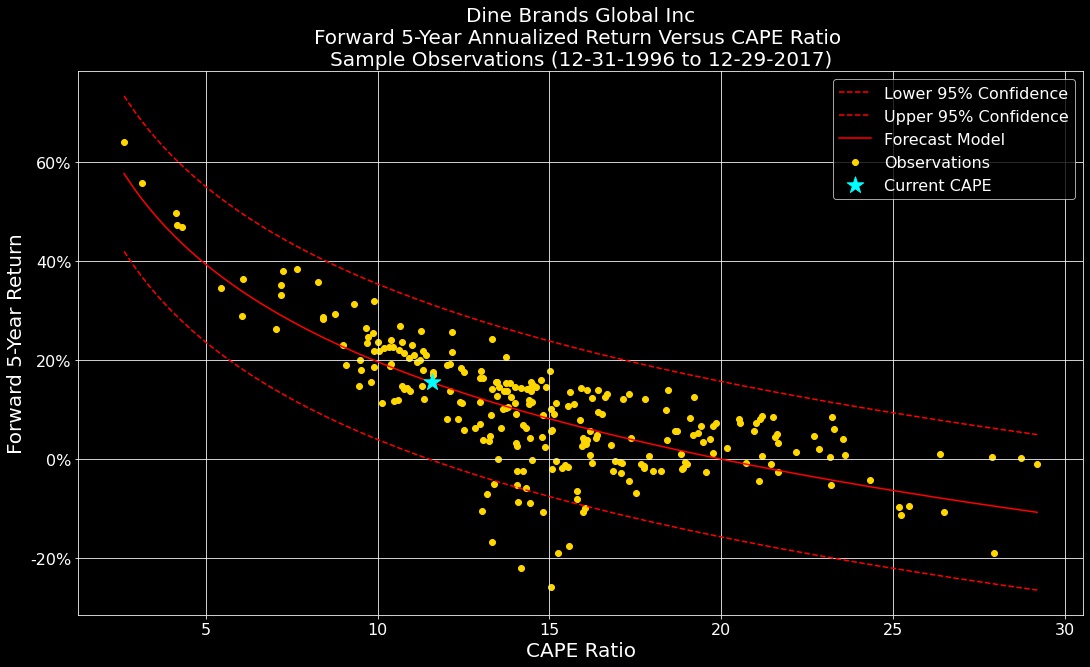 Dine Brands Global Inc
Forward 5-Year Annualized Return Versus CAPE Ratio
Sample Observations (12-31-1996 to 12-29-2017)
Lower 95% Confidence
Upper 95% Confidence
Forecast Model
Observations
Current CAPE
Forward 5-Year Return
60%
40%
20%
0%
-20%
5 10 15 20 25 30
CAPE Ratio